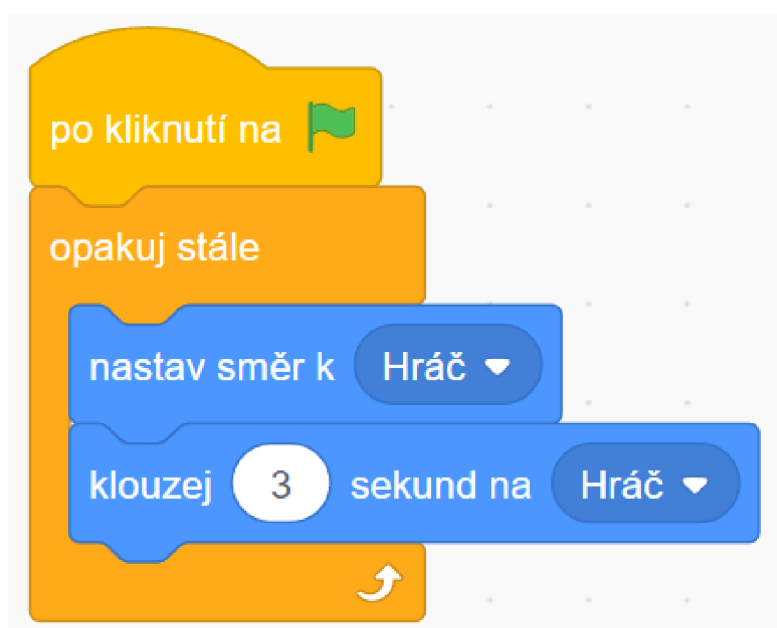 po kliknutí na
opakuj stále
nastav směr k Hráč
klouzej 3 sekund na Hráč